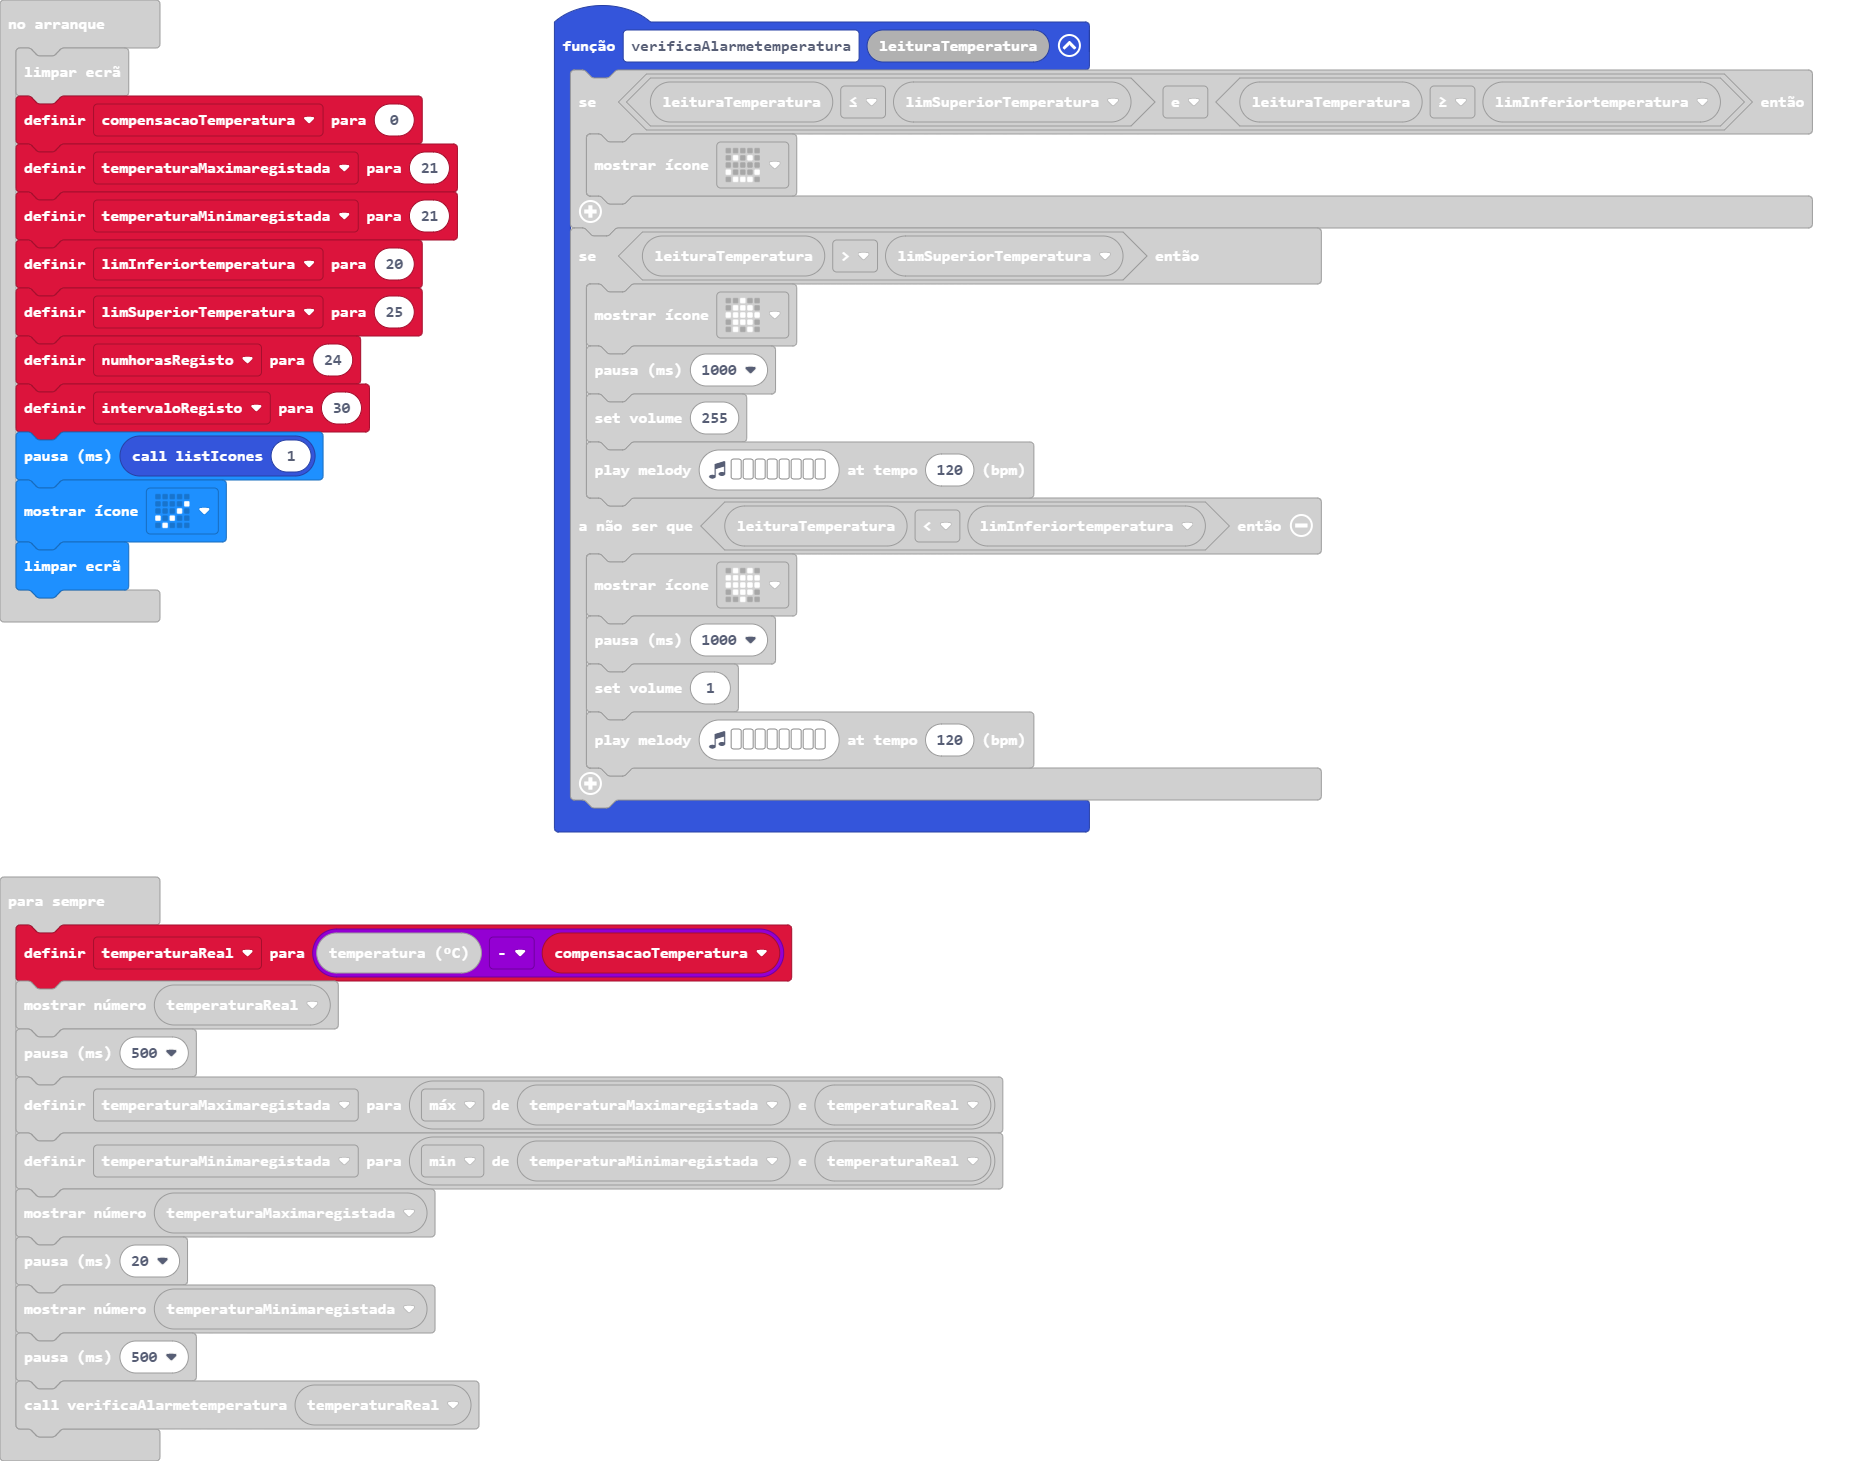 no arranque
limpar ecrã
definir compensacaoTemperatura para 0
definir temperaturaMaximaregistada para 21
definir temperaturaMinimaregistada para 21
definir limInferiortemperatura para 20
definir limSuperiorTemperatura para 25
definir numhorasRegisto para 24
definir intervaloRegisto para 30
pausa (ms) call listIcones 1
mostrar ícone
limpar ecrã
função verificaAlarmetemperatura leituraTemperatura
se leituraTemperatura ≤ limSuperiorTemperatura e leituraTemperatura ≥ limInferiortemperatura então
mostrar ícone
se leituraTemperatura > limSuperiorTemperatura então
mostrar ícone
pausa (ms) 1000
set volume 255
play melody at tempo 120 (bpm)
a não ser que leituraTemperatura < limInferiortemperatura então
mostrar ícone
pausa (ms) 1000
set volume 1
play melody at tempo 120 (bpm)
para sempre
definir temperaturaReal para temperatura (ºC) - compensacaoTemperatura
mostrar número temperaturaReal
pausa (ms) 500
definir temperaturaMaximaregistada para máx de temperaturaMaximaregistada e temperaturaReal
definir temperaturaMinimaregistada para min de temperaturaMinimaregistada e temperaturaReal
mostrar número temperaturaMaximaregistada
pausa (ms) 20
mostrar número temperaturaMinimaregistada
pausa (ms) 500
call verificaAlarmetemperatura temperaturaReal